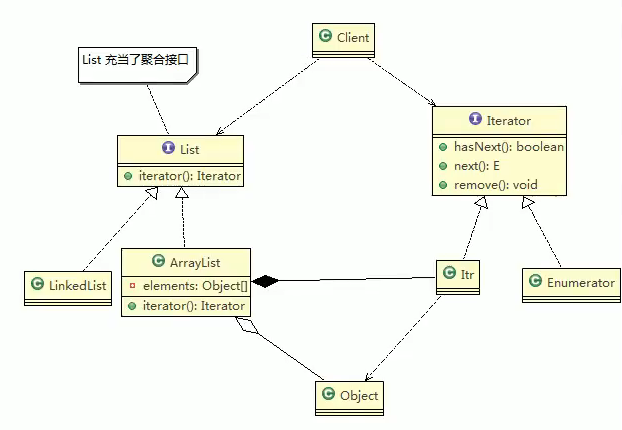 Client
List 充当了聚合接口
Iterator
hasNext(): boolean
next(): E
remove(): void
List
iterator(): Iterator
ArrayList
elements: Object[]
iterator(): Iterator
LinkedList
Itr
Enumerator
Object